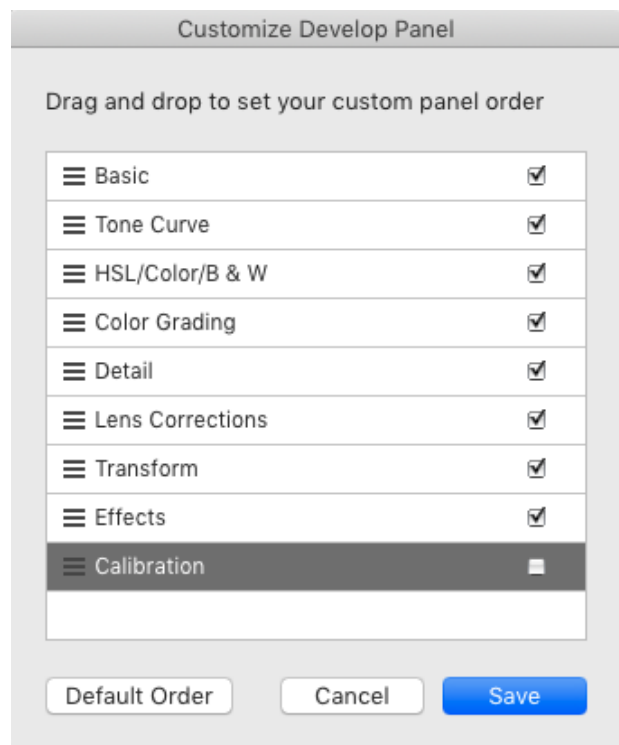 Customize Develop Panel
Drag and drop to set your custom panel order
Basic
Tone Curve
HSL/Color/B & W
Color Grading
Detail
Lens Corrections
Transform
Effects
Calibration
Default Order
Cancel
Save